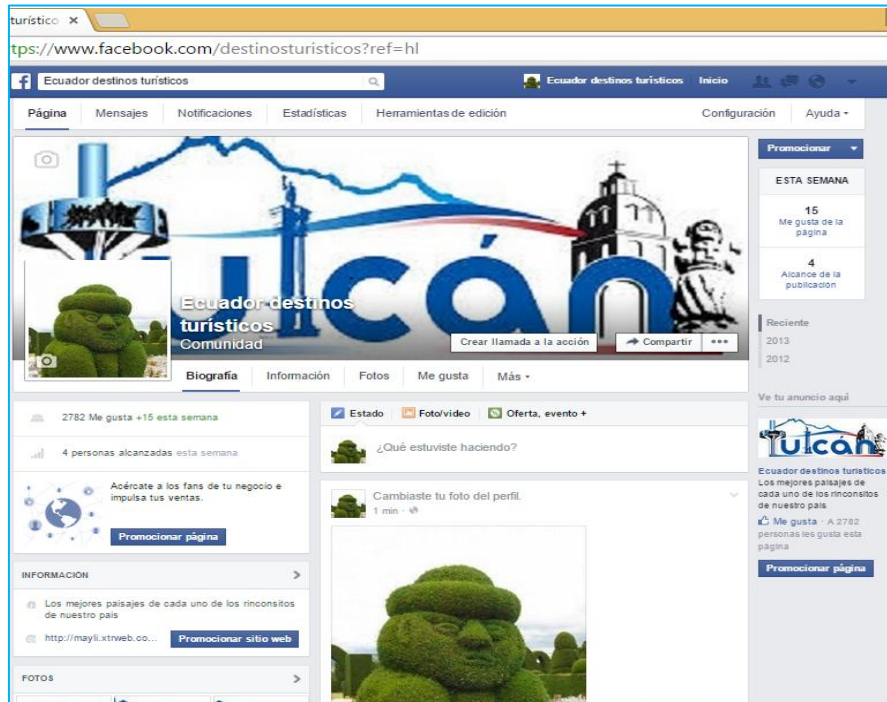 turístico ×
tps://www.facebook.com/destinosturisticos?ref=hl
f Ecuador destinos turísticos
Ecuador destinos turísticos Inicio
Página Mensajes Notificaciones Estadísticas Herramientas de edición Configuración Ayuda
Tulcán
Ecuador destinos
turísticos
Comunidad
Crear llamada a la acción Compartir
Biografía Información Fotos Me gusta Más
2782 Me gusta +15 esta semana
4 personas alcanzadas esta semana
Acércate a los fans de tu negocio e
impulsa tus ventas.
Promocionar página
INFORMACIÓN >
Los mejores paisajes de cada uno de los rinconsitos
de nuestro país
http://mayli.xtrweb.co... Promocionar sitio web
FOTOS >
Estado Foto/video Oferta, evento +
¿Qué estuviste haciendo?
Cambiaste tu foto del perfil.
1 min ·
Promocionar
ESTA SEMANA
15
Me gusta de la
página
4
Alcance de la
publicación
Reciente
2013
2012
Ve tu anuncio aquí
Tulcán
Ecuador destinos turísticos
Los mejores paisajes de
cada uno de los rinconsitos
de nuestro país
Me gusta · A 2782
personas les gusta esta
página
Promocionar página